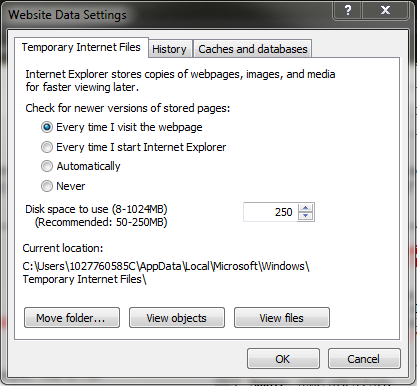 Website Data Settings
Temporary Internet Files
History
Caches and databases
Internet Explorer stores copies of webpages, images, and media
for faster viewing later.
Check for newer versions of stored pages:
Every time I visit the webpage
Every time I start Internet Explorer
Automatically
Never
Disk space to use (8-1024MB)
(Recommended: 50-250MB)
250
Current location:
C:\Users\1027760585C\AppData\Local\Microsoft\Windows\
Temporary Internet Files\
Move folder...
View objects
View files
OK
Cancel